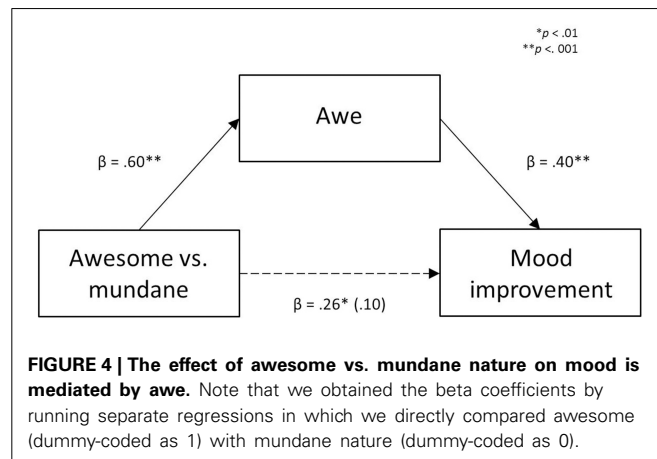 *p < .01
**p <. 001
Awe
β = .60**
β = .40**
Awesome vs.
mundane
Mood
improvement
β = .26* (.10)
FIGURE 4 | The effect of awesome vs. mundane nature on mood is
mediated by awe. Note that we obtained the beta coefficients by
running separate regressions in which we directly compared awesome
(dummy-coded as 1) with mundane nature (dummy-coded as 0).